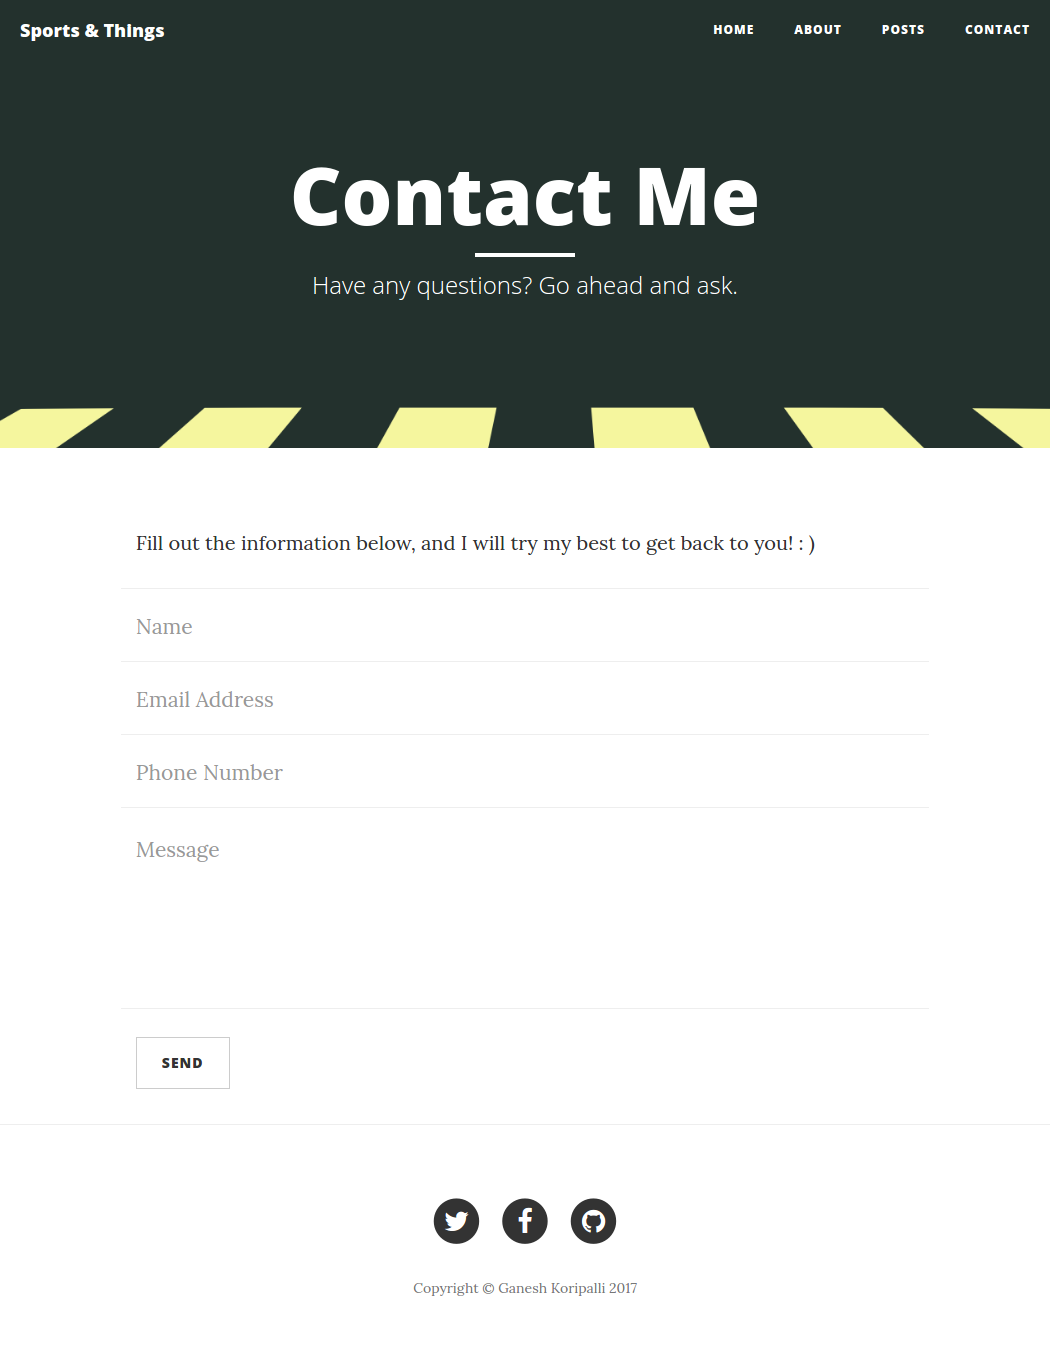 Sports & Things
HOME ABOUT POSTS CONTACT
Contact Me
Have any questions? Go ahead and ask.
Fill out the information below, and I will try my best to get back to you! : )
Name
Email Address
Phone Number
Message
SEND
Copyright © Ganesh Koripalli 2017